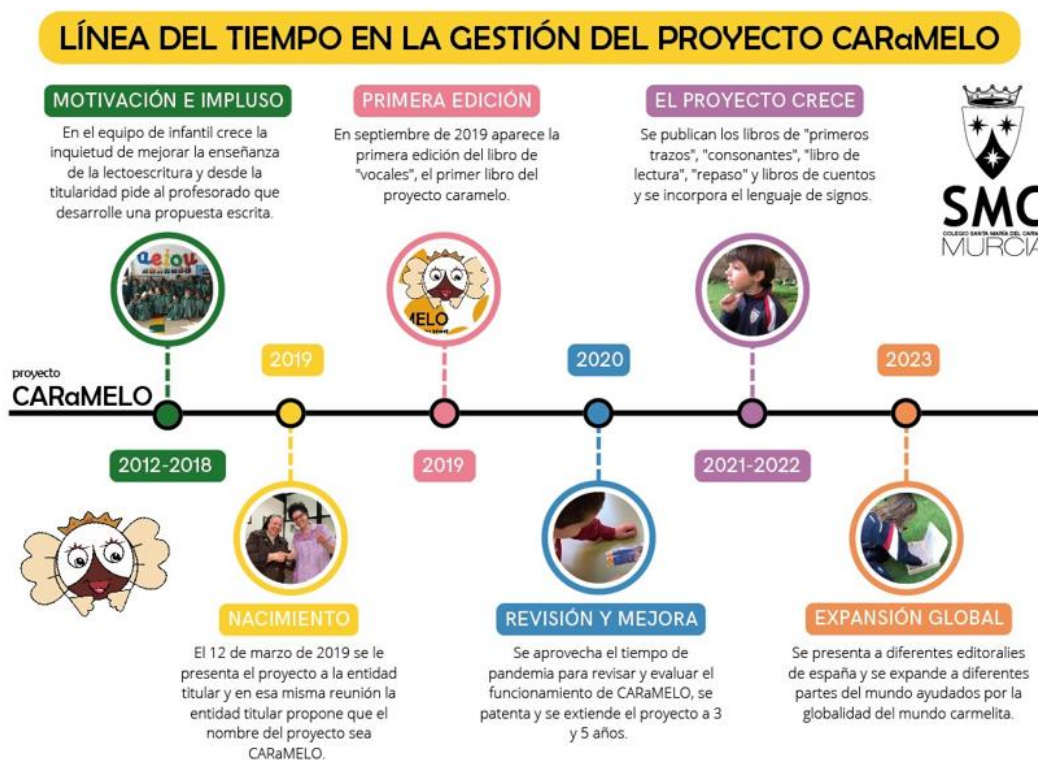 LÍNEA DEL TIEMPO EN LA GESTIÓN DEL PROYECTO CARaMELO
MOTIVACIÓN E IMPLUSO
En el equipo de infantil crece la
inquietud de mejorar la enseñanza
de la lectoescritura y desde la
titularidad pide al profesorado que
desarrolle una propuesta escrita.
PRIMERA EDICIÓN
En septiembre de 2019 aparece la
primera edición del libro de
"vocales", el primer libro del
proyecto caramelo.
EL PROYECTO CRECE
Se publican los libros de "primeros
trazos", "consonantes", "libro de
lectura", "repaso" y libros de cuentos
y se incorpora el lenguaje de signos.
SMC
COLEGIO SANTA MARÍA DEL CARMEN
MURCIA
aeiou
MELO
2019
2020
2023
proyecto
CARaMELO
2012-2018
2019
2021-2022
NACIMIENTO
El 12 de marzo de 2019 se le
presenta el proyecto a la entidad
titular y en esa misma reunión la
entidad titular propone que el
nombre del proyecto sea
CARaMELO.
REVISIÓN Y MEJORA
Se aprovecha el tiempo de
pandemia para revisar y evaluar el
funcionamiento de CARaMELO, se
patenta y se extiende el proyecto a 3
y 5 años.
EXPANSIÓN GLOBAL
Se presenta a diferentes editoriales
de españa y se expande a diferentes
partes del mundo ayudados por la
globalidad del mundo carmelita.